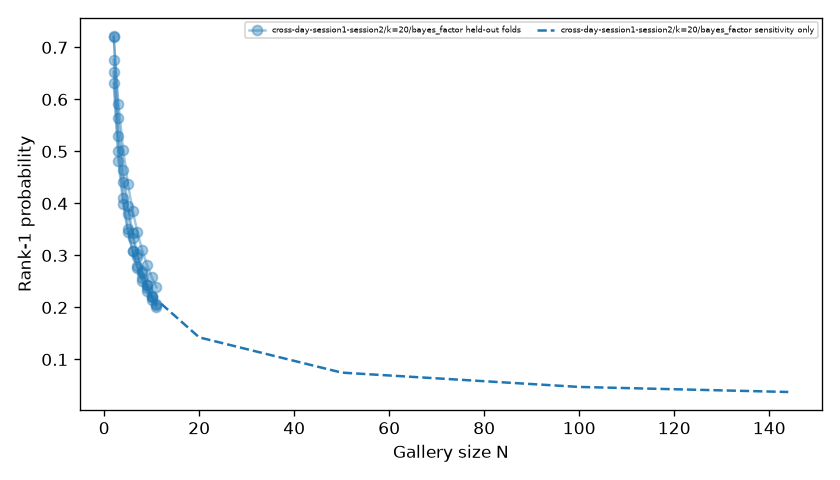 cross-day-session1-session2/k=20/bayes_factor held-out folds
cross-day-session1-session2/k=20/bayes_factor sensitivity only
Rank-1 probability
0.7
0.6
0.5
0.4
0.3
0.2
0.1
0 20 40 60 80 100 120 140
Gallery size N